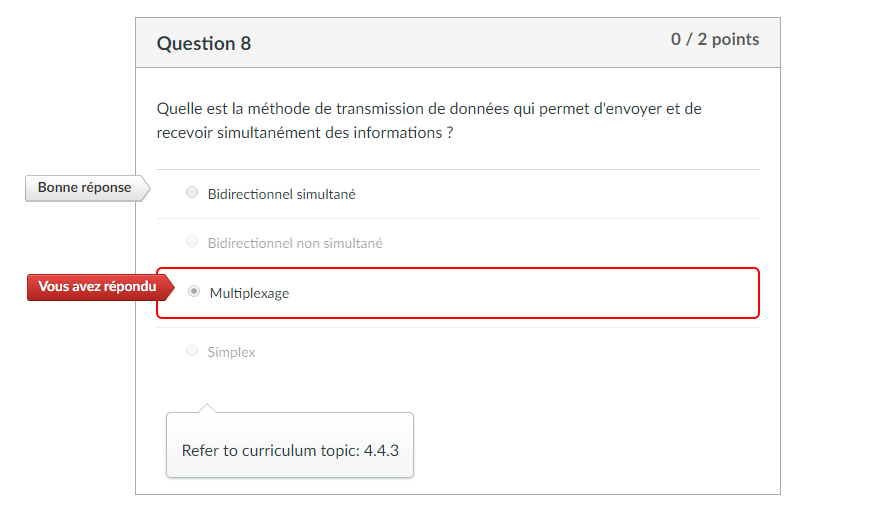 Question 8
0 / 2 points
Quelle est la méthode de transmission de données qui permet d'envoyer et de
recevoir simultanément des informations ?
Bonne réponse
Bidirectionnel simultané
Bidirectionnel non simultané
Vous avez répondu
Multiplexage
Simplex
Refer to curriculum topic: 4.4.3